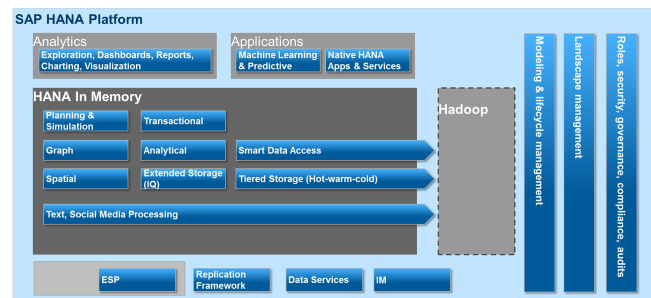 SAP HANA Platform
Analytics
Exploration, Dashboards, Reports,
Charting, Visualization
Applications
Machine Learning
& Predictive
Native HANA
Apps & Services
HANA In Memory
Planning &
Simulation
Transactional
Graph
Analytical
Smart Data Access
Spatial
Extended Storage
(IQ)
Tiered Storage (Hot-warm-cold)
Text, Social Media Processing
Hadoop
ESP
Replication
Framework
Data Services
IM
Modeling & lifecycle management
Landscape management
Roles, security, governance, compliance, audits